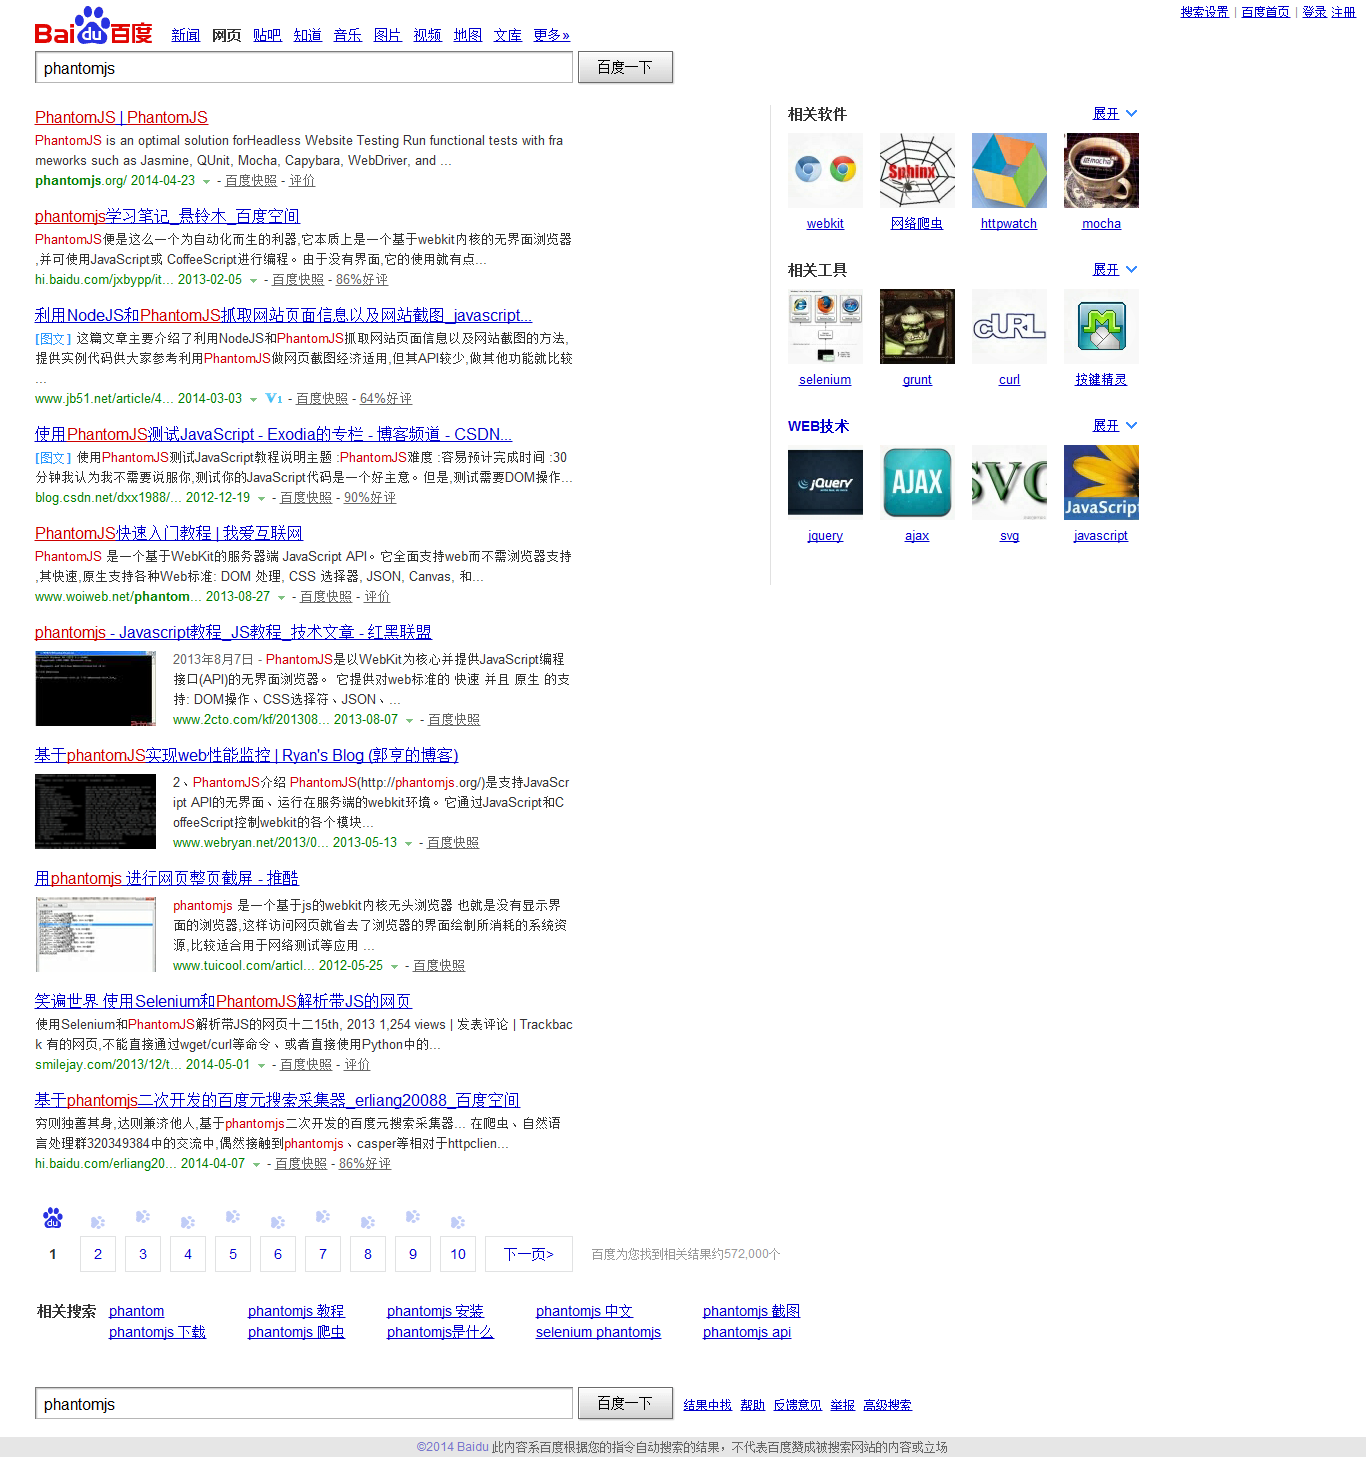 搜索设置 | 百度首页 | 登录 注册
Bai du 百度 新闻 网页 贴吧 知道 音乐 图片 视频 地图 文库 更多»
phantomjs 百度一下
PhantomJS | PhantomJS
PhantomJS is an optimal solution forHeadless Website Testing Run functional tests with fra
meworks such as Jasmine, QUnit, Mocha, Capybara, WebDriver, and ...
phantomjs.org/ 2014-04-23 - 百度快照 - 评价
phantomjs学习笔记_悬铃木_百度空间
PhantomJS便是这么一个为自动化而生的利器,它本质上是一个基于webkit内核的无界面浏览器
,并可使用JavaScript或 CoffeeScript进行编程。由于没有界面,它的使用就有点...
hi.baidu.com/jxbypp/it... 2013-02-05 - 百度快照 - 86%好评
利用NodeJS和PhantomJS抓取网站页面信息以及网站截图_javascript...
[图文] 这篇文章主要介绍了利用NodeJS和PhantomJS抓取网站页面信息以及网站截图的方法,
提供实例代码供大家参考利用PhantomJS做网页截图经济适用,但其API较少,做其他功能就比较
...
www.jb51.net/article/4... 2014-03-03 V1 - 百度快照 - 64%好评
使用PhantomJS测试JavaScript - Exodia的专栏 - 博客频道 - CSDN...
[图文] 使用PhantomJS测试JavaScript教程说明主题 :PhantomJS难度 :容易预计完成时间 :30
分钟我认为我不需要说服你,测试你的JavaScript代码是一个好主意。但是,测试需要DOM操作...
blog.csdn.net/dxx1988/... 2012-12-19 - 百度快照 - 90%好评
PhantomJS快速入门教程 | 我爱互联网
PhantomJS 是一个基于WebKit的服务器端 JavaScript API。它全面支持web而不需浏览器支持
,其快速,原生支持各种Web标准: DOM 处理, CSS 选择器, JSON, Canvas, 和...
www.woiweb.net/phantom... 2013-08-27 - 百度快照 - 评价
phantomjs - Javascript教程_JS教程_技术文章 - 红黑联盟
2013年8月7日 - PhantomJS是以WebKit为核心并提供JavaScript编程
接口(API)的无界面浏览器。 它提供对web标准的 快速 并且 原生 的支
持: DOM操作、CSS选择符、JSON、...
www.2cto.com/kf/201308... 2013-08-07 - 百度快照
基于phantomJS实现web性能监控 | Ryan's Blog (郭亨的博客)
2、PhantomJS介绍 PhantomJS(http://phantomjs.org/)是支持JavaScr
ipt API的无界面、运行在服务端的webkit环境。它通过JavaScript和C
offeeScript控制webkit的各个模块...
www.webryan.net/2013/0... 2013-05-13 - 百度快照
用phantomjs 进行网页整页截屏 - 推酷
phantomjs 是一个基于js的webkit内核无头浏览器 也就是没有显示界
面的浏览器,这样访问网页就省去了浏览器的界面绘制所消耗的系统资
源,比较适合用于网络测试等应用 ...
www.tuicool.com/articl... 2012-05-25 - 百度快照
笑遍世界 使用Selenium和PhantomJS解析带JS的网页
使用Selenium和PhantomJS解析带JS的网页十二15th, 2013 1,254 views | 发表评论 | Trackbac
k 有的网页,不能直接通过wget/curl等命令、或者直接使用Python中的...
smilejay.com/2013/12/t... 2014-05-01 - 百度快照 - 评价
基于phantomjs二次开发的百度元搜索采集器_erliang20088_百度空间
穷则独善其身,达则兼济他人,基于phantomjs二次开发的百度元搜索采集器... 在爬虫、自然语
言处理群320349384中的交流中,偶然接触到phantomjs、casper等相对于httpclien...
hi.baidu.com/erliang20... 2014-04-07 - 百度快照 - 86%好评
相关软件 展开
Sphinx mocha
webkit 网络爬虫 httpwatch mocha
相关工具 展开
cURL
selenium grunt curl 按键精灵
WEB技术 展开
jQuery AJAX SVG JavaScript
jquery ajax svg javascript
du
1 2 3 4 5 6 7 8 9 10 下一页> 百度为您找到相关结果约572,000个
相关搜索 phantom phantomjs 教程 phantomjs 安装 phantomjs 中文 phantomjs 截图
phantomjs 下载 phantomjs 爬虫 phantomjs是什么 selenium phantomjs phantomjs api
phantomjs 百度一下 结果中找 帮助 反馈意见 举报 高级搜索
©2014 Baidu 此内容系百度根据您的指令自动搜索的结果，不代表百度赞成被搜索网站的内容或立场